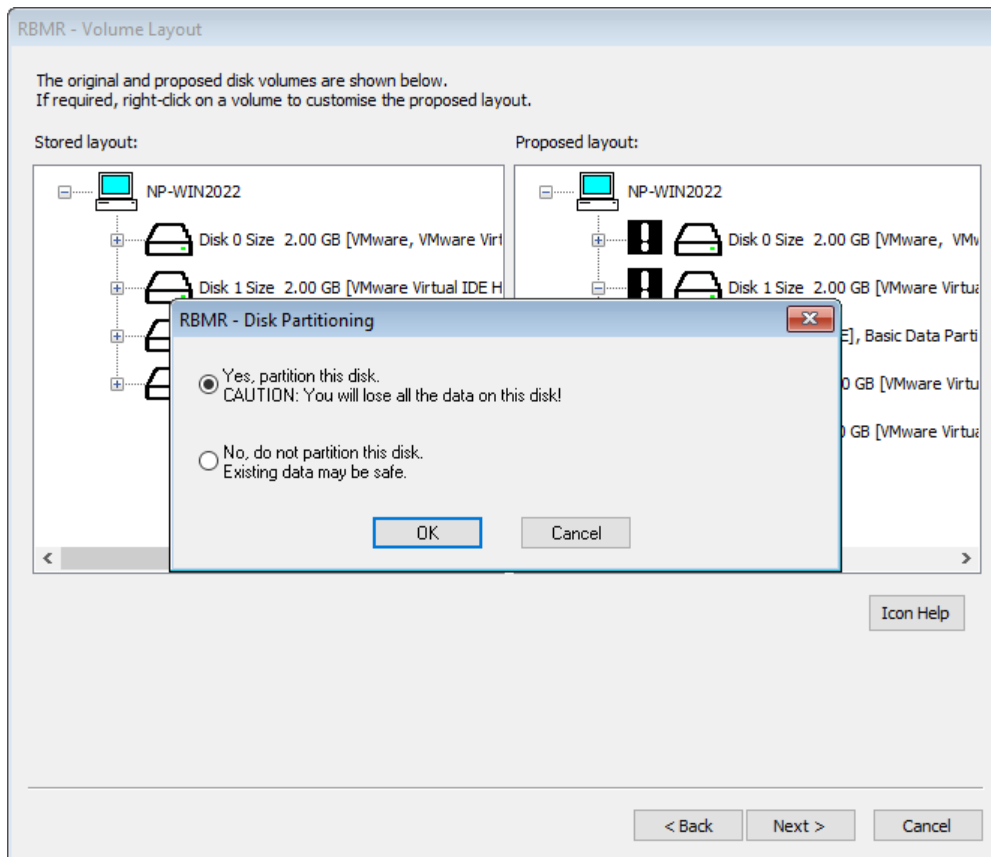 RBMR - Volume Layout
The original and proposed disk volumes are shown below.
If required, right-click on a volume to customise the proposed layout.
Stored layout:
Proposed layout:
NP-WIN2022
NP-WIN2022
Disk 0 Size 2.00 GB [VMware, VMware Virt
Disk 0 Size 2.00 GB [VMware, VMw
Disk 1 Size 2.00 GB [VMware Virtual IDE H
Disk 1 Size 2.00 GB [VMware Virtua
RBMR - Disk Partitioning
E], Basic Data Parti
0 GB [VMware Virtu
GB [VMware Virtua
Yes, partition this disk.
CAUTION: You will lose all the data on this disk!
No, do not partition this disk.
Existing data may be safe.
OK
Cancel
Icon Help
< Back
Next >
Cancel